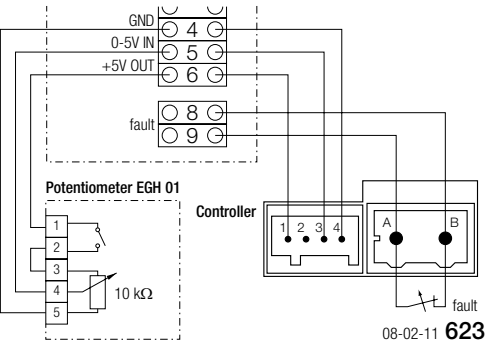 GND
4
0-5V IN
5
+5V OUT
6
8
fault
9
Potentiometer EGH 01
Controller
1
2
3
4
5
10 kΩ
1 2 3 4
A
B
fault
08-02-11 623